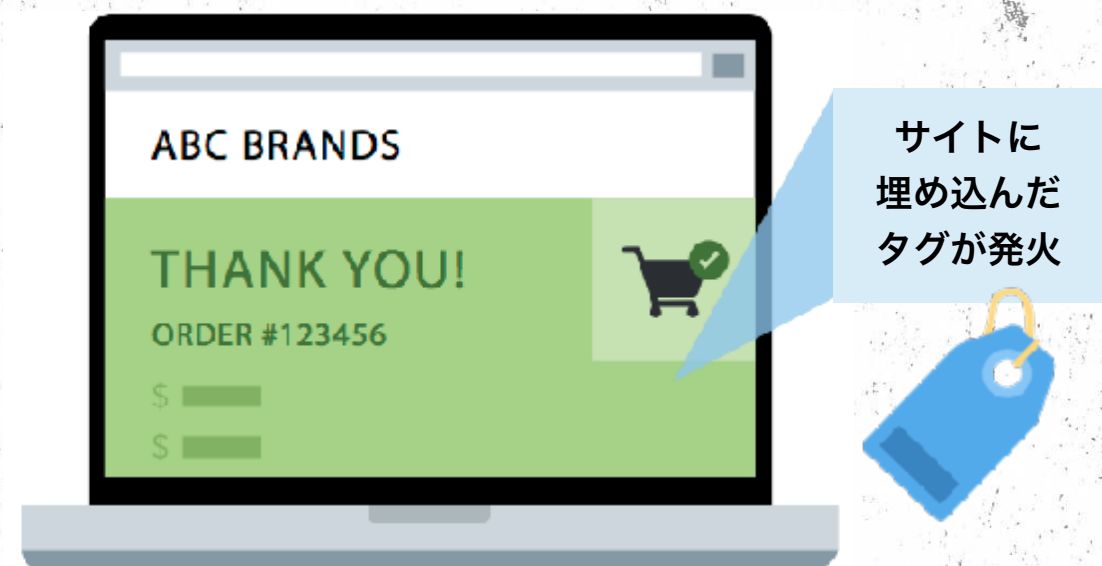 ABC BRANDS
THANK YOU!
ORDER #123456
$
$
サイトに
埋め込んだ
タグが発火